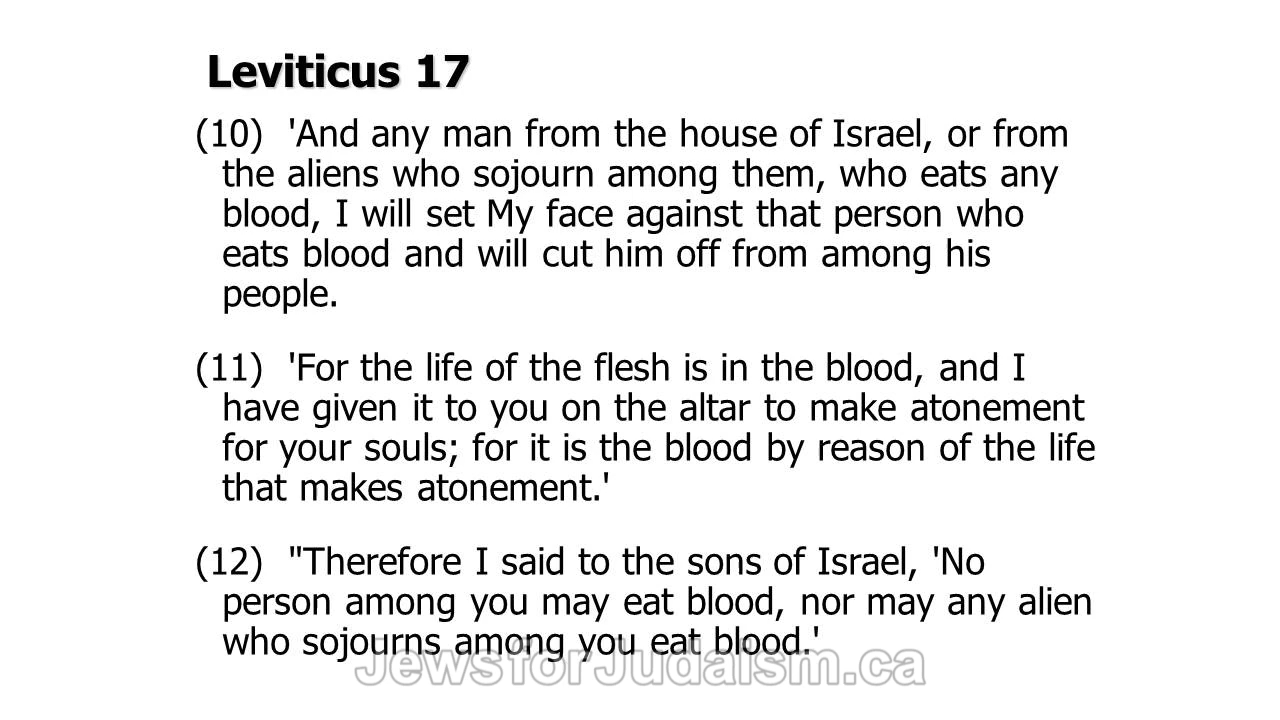 Leviticus 17
(10) 'And any man from the house of Israel, or from
the aliens who sojourn among them, who eats any
blood, I will set My face against that person who
eats blood and will cut him off from among his
people.
(11) 'For the life of the flesh is in the blood, and I
have given it to you on the altar to make atonement
for your souls; for it is the blood by reason of the life
that makes atonement.'
(12) "Therefore I said to the sons of Israel, 'No
person among you may eat blood, nor may any alien
who sojourns among you eat blood.'
JewsforJudaism.ca